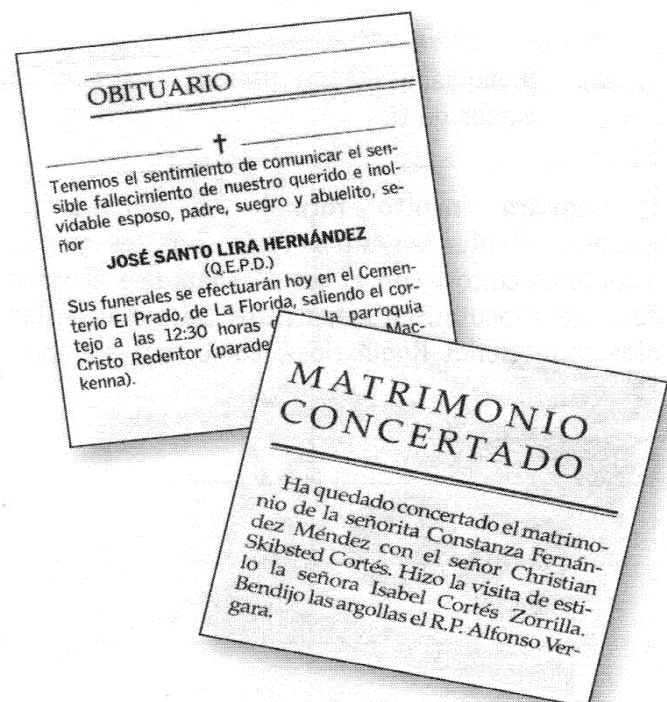 OBITUARIO
Tenemos el sentimiento de comunicar el sen-
sible fallecimiento de nuestro querido e inol-
vidable esposo, padre, suegro y abuelito, se-
ñor
JOSÉ SANTO LIRA HERNÁNDEZ
(Q.E.P.D.)
Sus funerales se efectuarán hoy en el Cemen-
terio El Prado, de La Florida, saliendo el cor-
tejo a las 12:30 horas la parroquia
Cristo Redentor Mac-
kenna).
MATRIMONIO
CONCERTADO
Ha quedado concertado el matrimo-
nio de la señorita Constanza Fernán-
dez Méndez con el señor Christian
Skibsted Cortés. Hizo la visita de esti-
lo la señora Isabel Cortés Zorrilla.
Bendijo las argollas el R.P. Alfonso Ver-
gara.